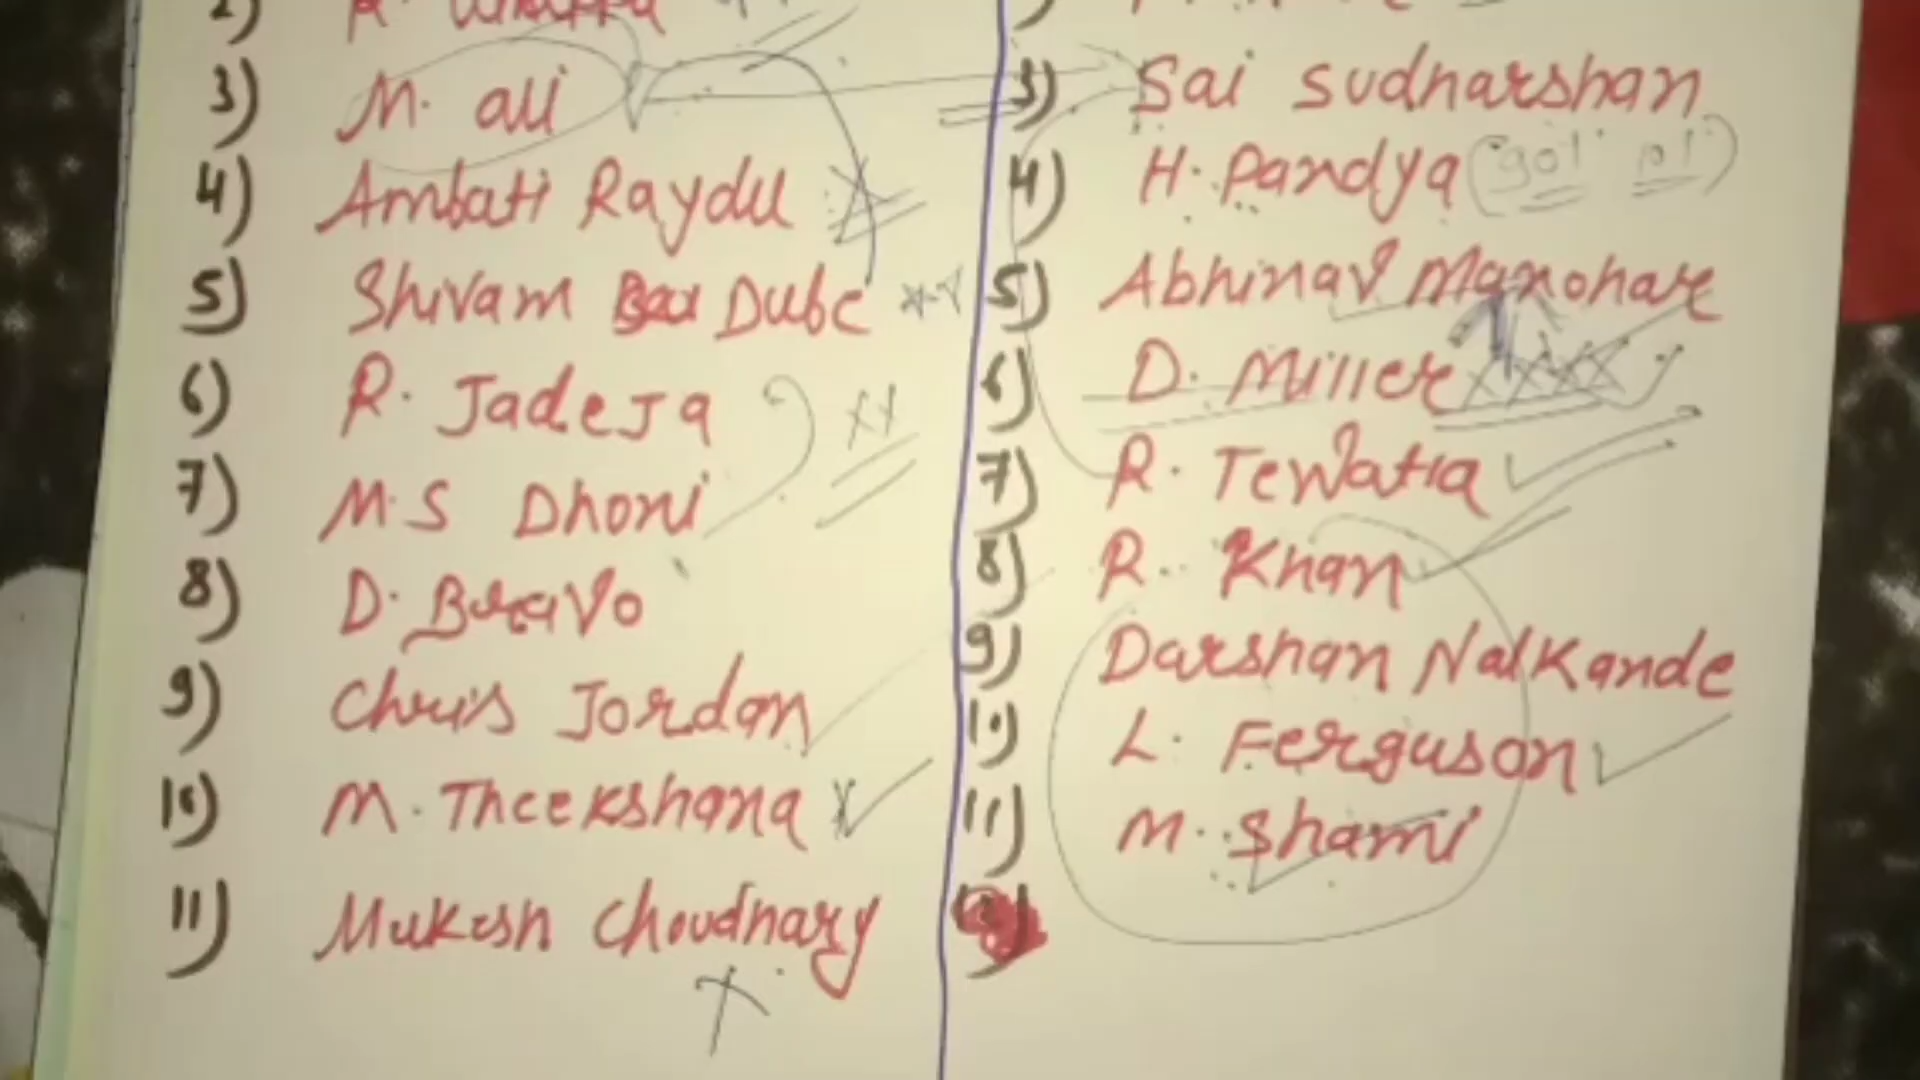 2)
3) M. ali
4) Ambati Raydu
5) Shivam Dube
6) R. Jadeja
7) M.S Dhoni
8) D. Bravo
9) Chris Jordan
10) M. Theekshana
11) Mukesh Choudhary
3) Sai Sudharshan
4) H. Pandya
5) Abhinav Manohar
6) D. Miller
7) R. Tewatia
8) R. Khan
9) Darshan Nalkande
10) L. Ferguson
11) M. Shami